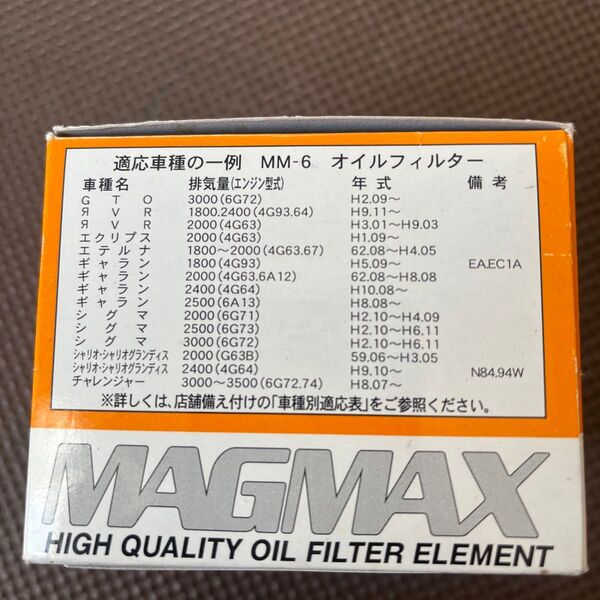 適応車種の一例 MM-6 オイルフィルター
車種名 排気量(エンジン型式) 年式 備考
GTO 3000(6G72) H2.09〜
ЯVR 1800.2400(4G93.64) H9.11〜
ЯVR 2000(4G63) H3.01〜H9.03
エクリプス 2000(4G63) H1.09〜
エテルナ 1800〜2000(4G63.67) 62.08〜H4.05
ギャラン 1800(4G93) H5.09〜 EA.EC1A
ギャラン 2000(4G63.6A12) 62.08〜H8.08
ギャラン 2400(4G64) H10.08〜
ギャラン 2500(6A13) H8.08〜
シグマ 2000(6G71) H2.10〜H4.09
シグマ 2500(6G73) H2.10〜H6.11
シグマ 3000(6G72) H2.10〜H6.11
シャリオ・シャリオグランディス 2000(G63B) 59.06〜H3.05
シャリオ・シャリオグランディス 2400(4G64) H9.10〜 N84.94W
チャレンジャー 3000〜3500(6G72.74) H8.07〜
※詳しくは、店舗備え付けの「車種別適応表」をご参照ください。
MAGMAX
HIGH QUALITY OIL FILTER ELEMENT